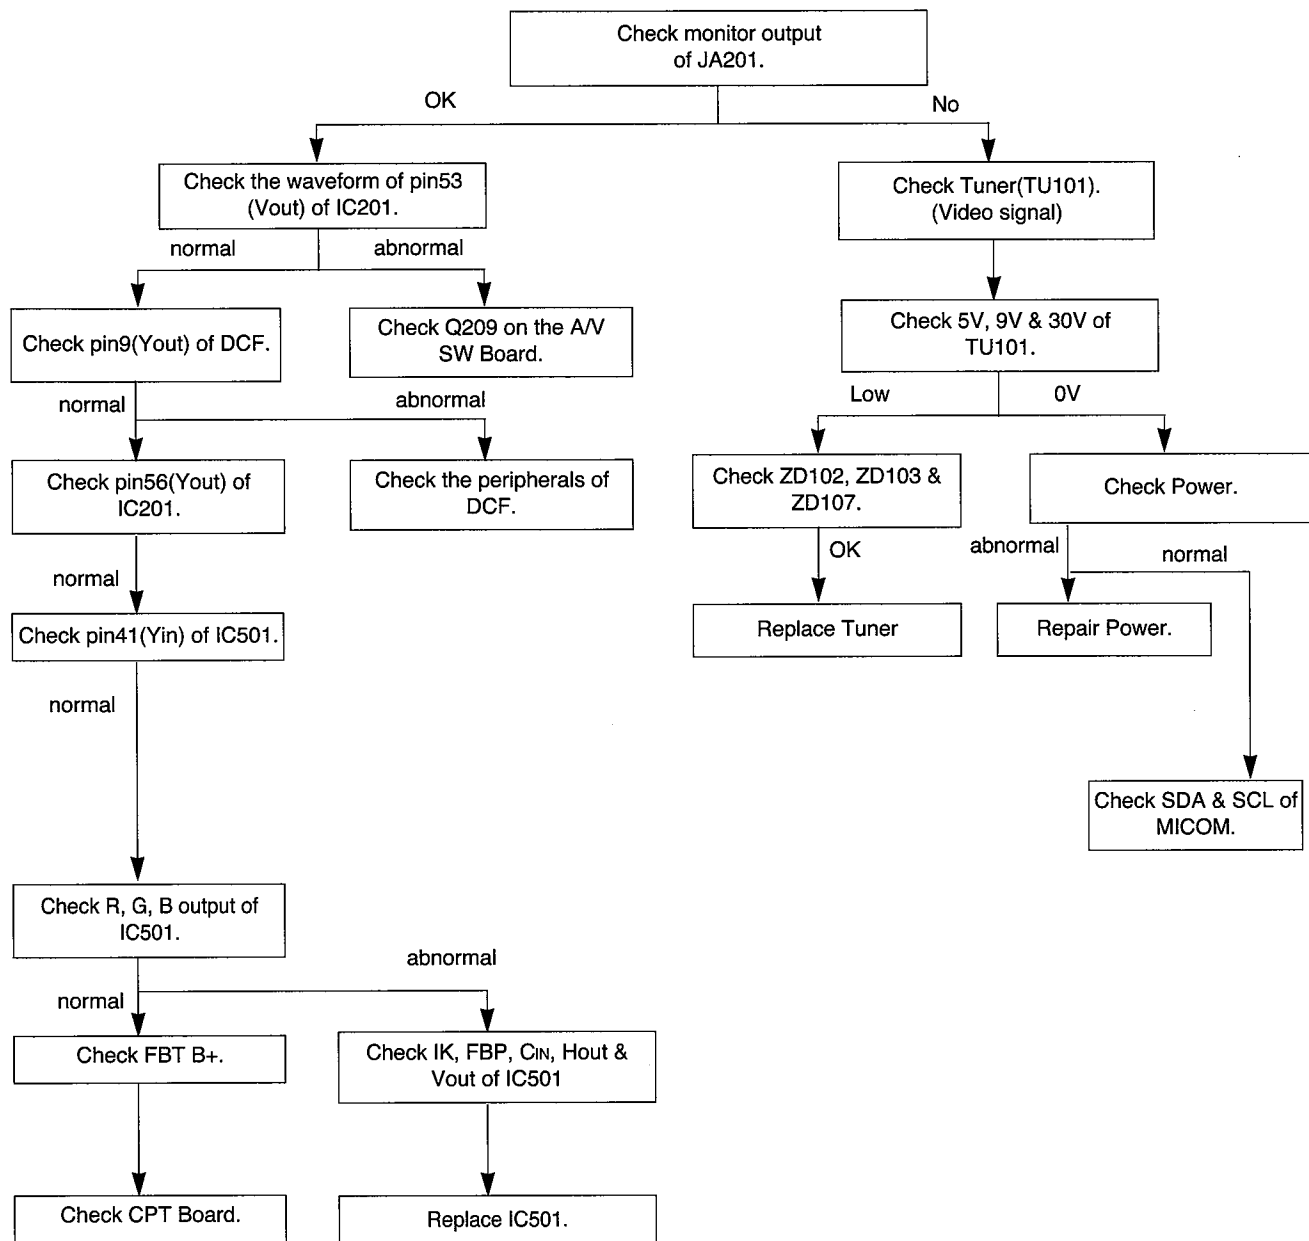 Check monitor output
of JA201.
OK
No
Check the waveform of pin53
(Vout) of IC201.
Check Tuner(TU101).
(Video signal)
normal
abnormal
Check pin9(Yout) of DCF.
Check Q209 on the A/V
SW Board.
Check 5V, 9V & 30V of
TU101.
normal
abnormal
Low
0V
Check pin56(Yout) of
IC201.
Check the peripherals of
DCF.
Check ZD102, ZD103 &
ZD107.
Check Power.
normal
OK
abnormal
normal
Check pin41(Yin) of IC501.
Replace Tuner
Repair Power.
normal
Check SDA & SCL of
MICOM.
Check R, G, B output of
IC501.
normal
abnormal
Check FBT B+.
Check IK, FBP, CIN, Hout &
Vout of IC501
Check CPT Board.
Replace IC501.